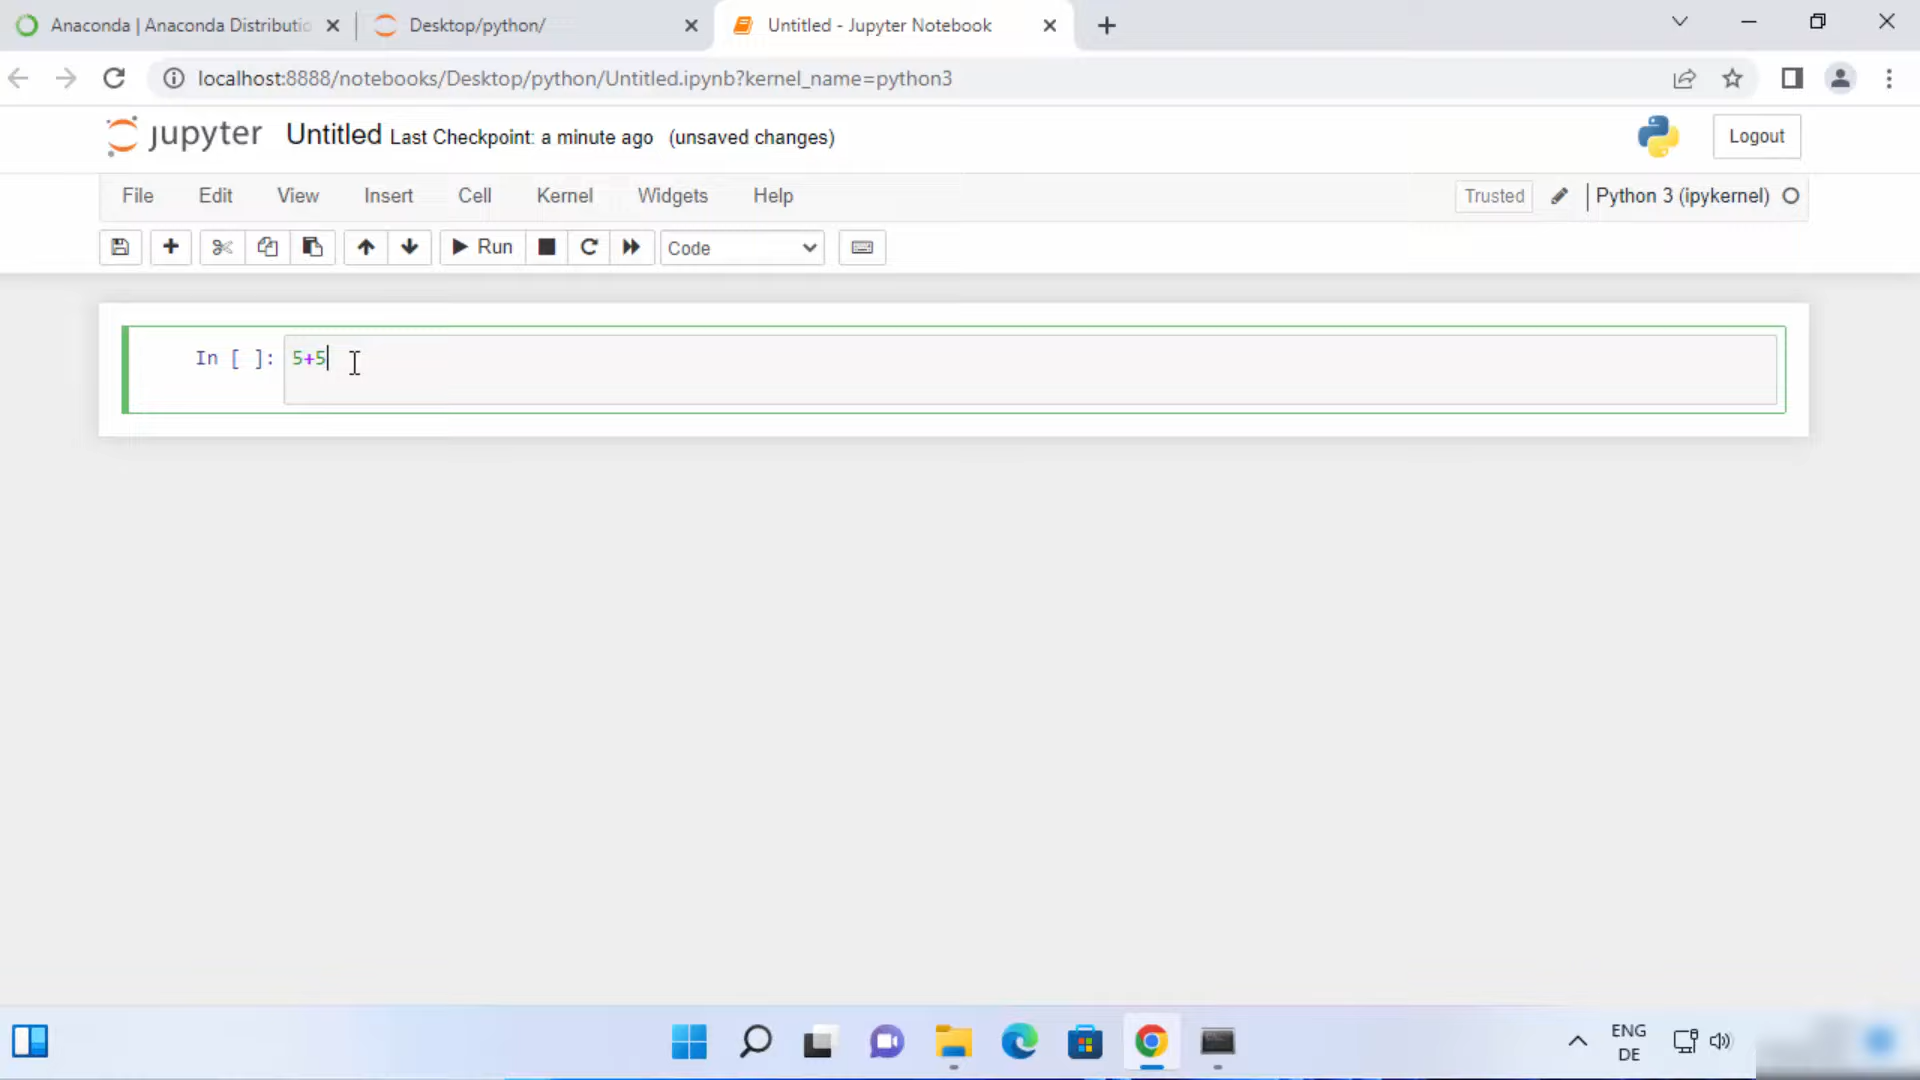 Anaconda | Anaconda Distributio
Desktop/python/
Untitled - Jupyter Notebook
localhost:8888/notebooks/Desktop/python/Untitled.ipynb?kernel_name=python3
jupyter Untitled Last Checkpoint: a minute ago (unsaved changes)
Logout
File Edit View Insert Cell Kernel Widgets Help
Trusted Python 3 (ipykernel)
Run Code
In [ ]: 5+5
ENG
DE